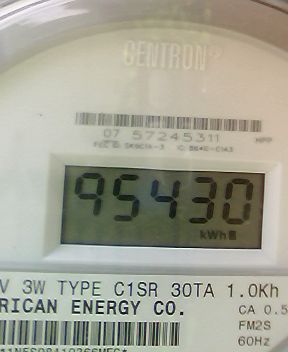 CENTRON®
07 57245311
95430
kWh
V 3W TYPE C1SR 30TA 1.0Kh
RICAN ENERGY CO. CA 0.5
FM2S
60Hz